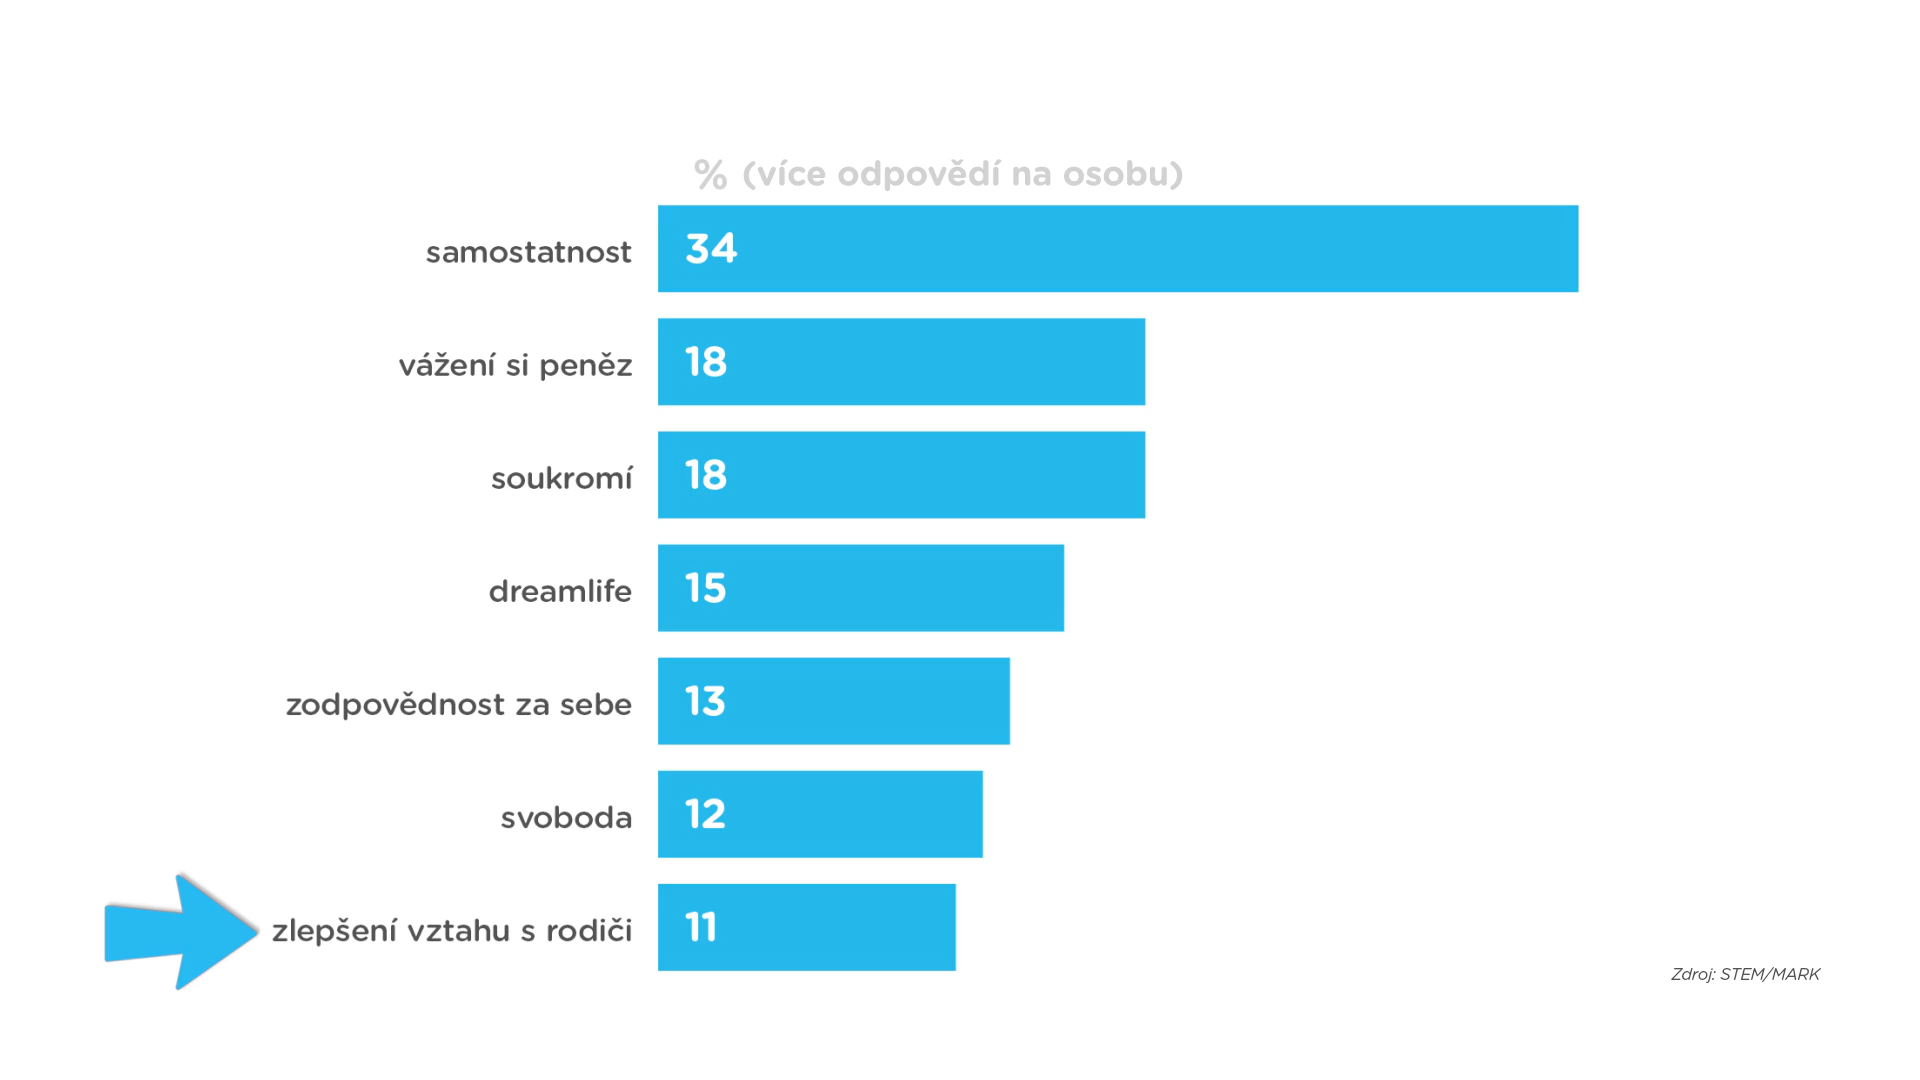 % (více odpovědí na osobu)
samostatnost 34
vážení si peněz 18
soukromí 18
dreamlife 15
zodpovědnost za sebe 13
svoboda 12
zlepšení vztahu s rodiči 11
Zdroj: STEM/MARK